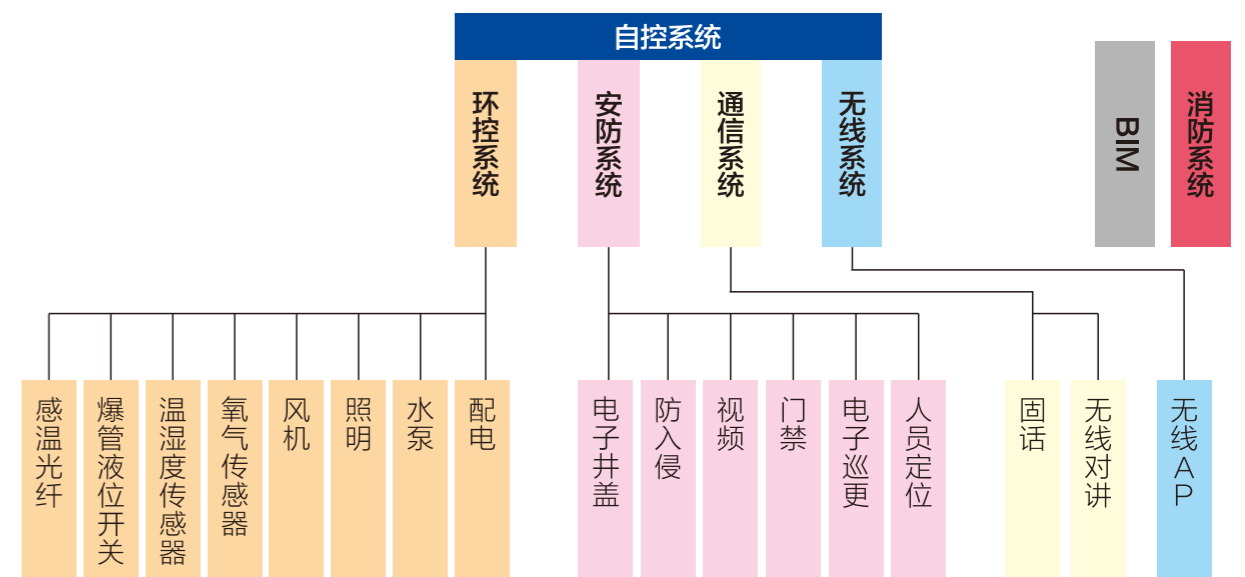 自控系统
环控系统
安防系统
通信系统
无线系统
BIM
消防系统
感温光纤
爆管液位开关
温湿度传感器
氧气传感器
风机
照明
水泵
配电
电子井盖
防入侵
视频
门禁
电子巡更
人员定位
固话
无线对讲
无线AP